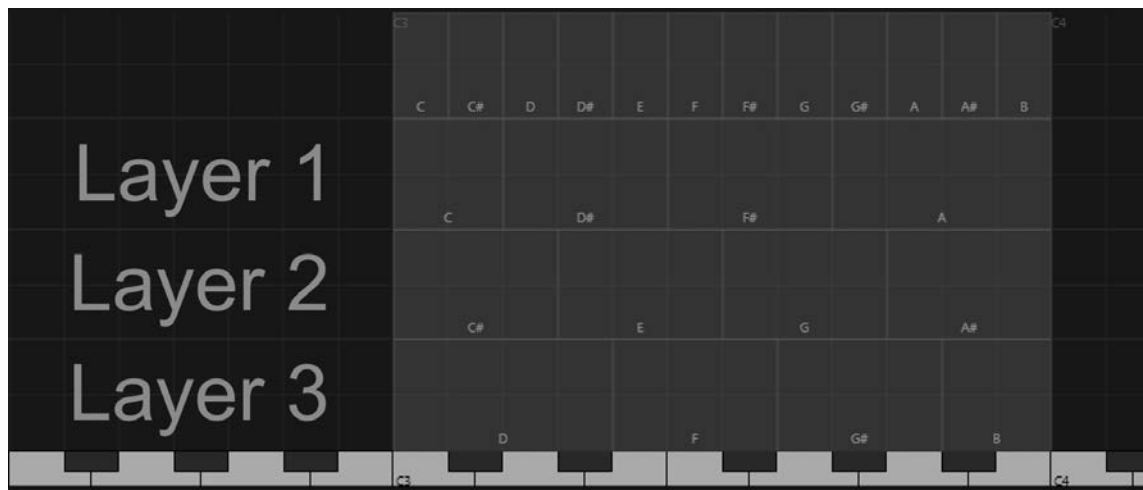 C3 C4
C C# D D# E F F# G G# A A# B
Layer 1
C D# F# A
Layer 2
C# E G A#
Layer 3
D F G# B
C3 C4